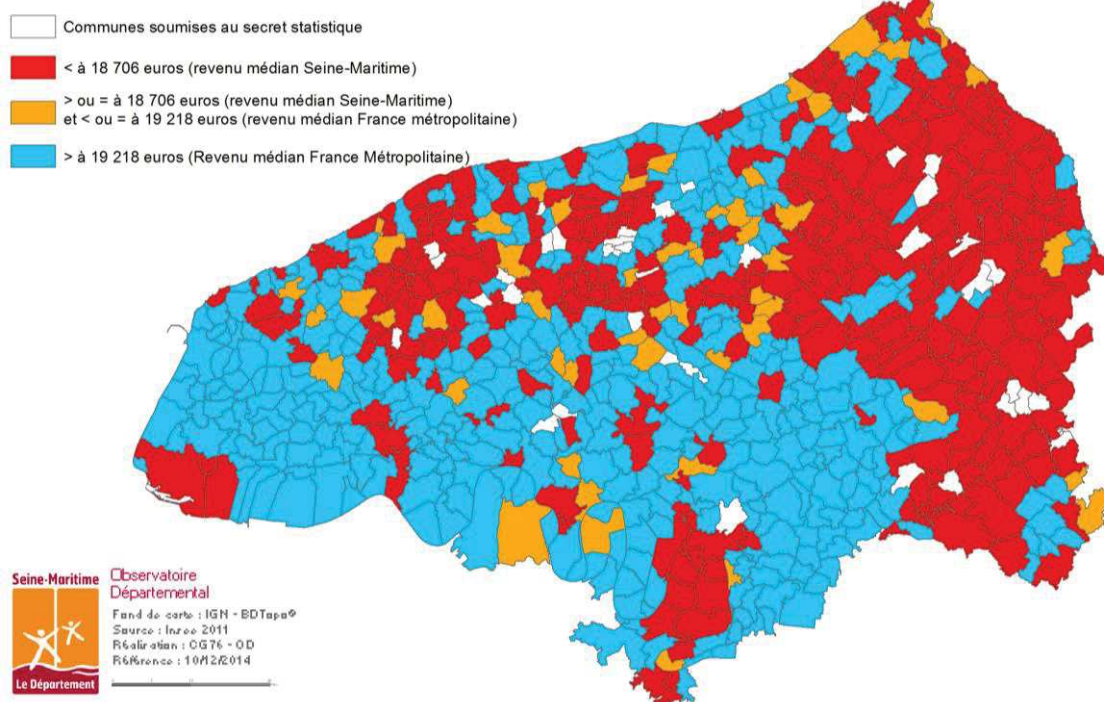 Communes soumises au secret statistique
< à 18 706 euros (revenu médian Seine-Maritime)
> ou = à 18 706 euros (revenu médian Seine-Maritime)
et < ou = à 19 218 euros (revenu médian France métropolitaine)
> à 19 218 euros (Revenu médian France Métropolitaine)
Seine-Maritime
Le Département
Observatoire
Départemental
Fond de carte : IGN - BDTopo®
Source : Insee 2011
Réalisation : CG76 - OD
Référence : 10/12/2014